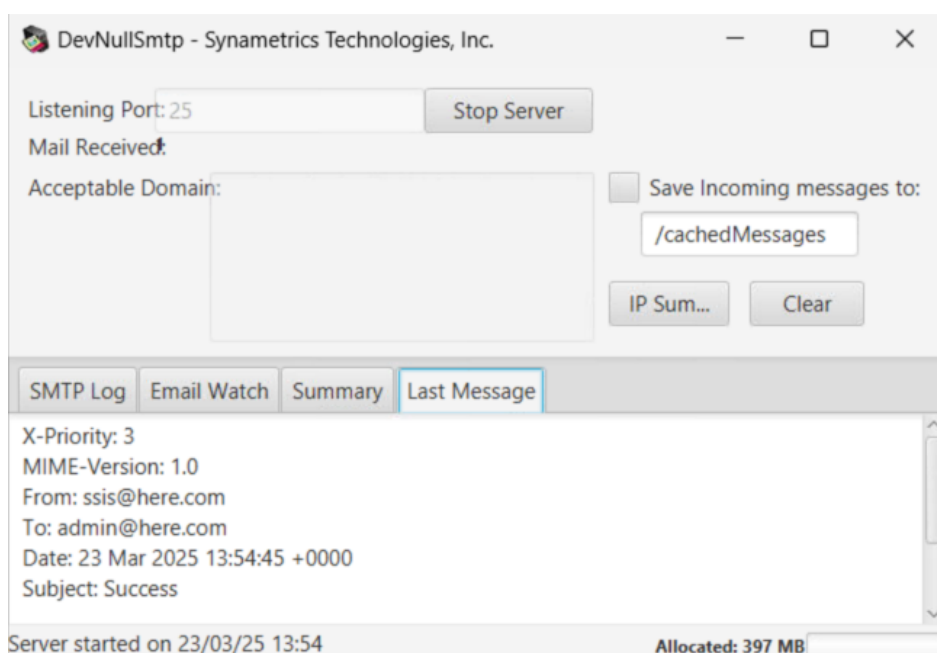 DevNullSmtp - Synametrics Technologies, Inc.
Listening Port: 25 Stop Server
Mail Received:
Acceptable Domain:
Save Incoming messages to:
/cachedMessages
IP Sum... Clear
SMTP Log Email Watch Summary Last Message
X-Priority: 3
MIME-Version: 1.0
From: ssis@here.com
To: admin@here.com
Date: 23 Mar 2025 13:54:45 +0000
Subject: Success
Server started on 23/03/25 13:54 Allocated: 397 MB